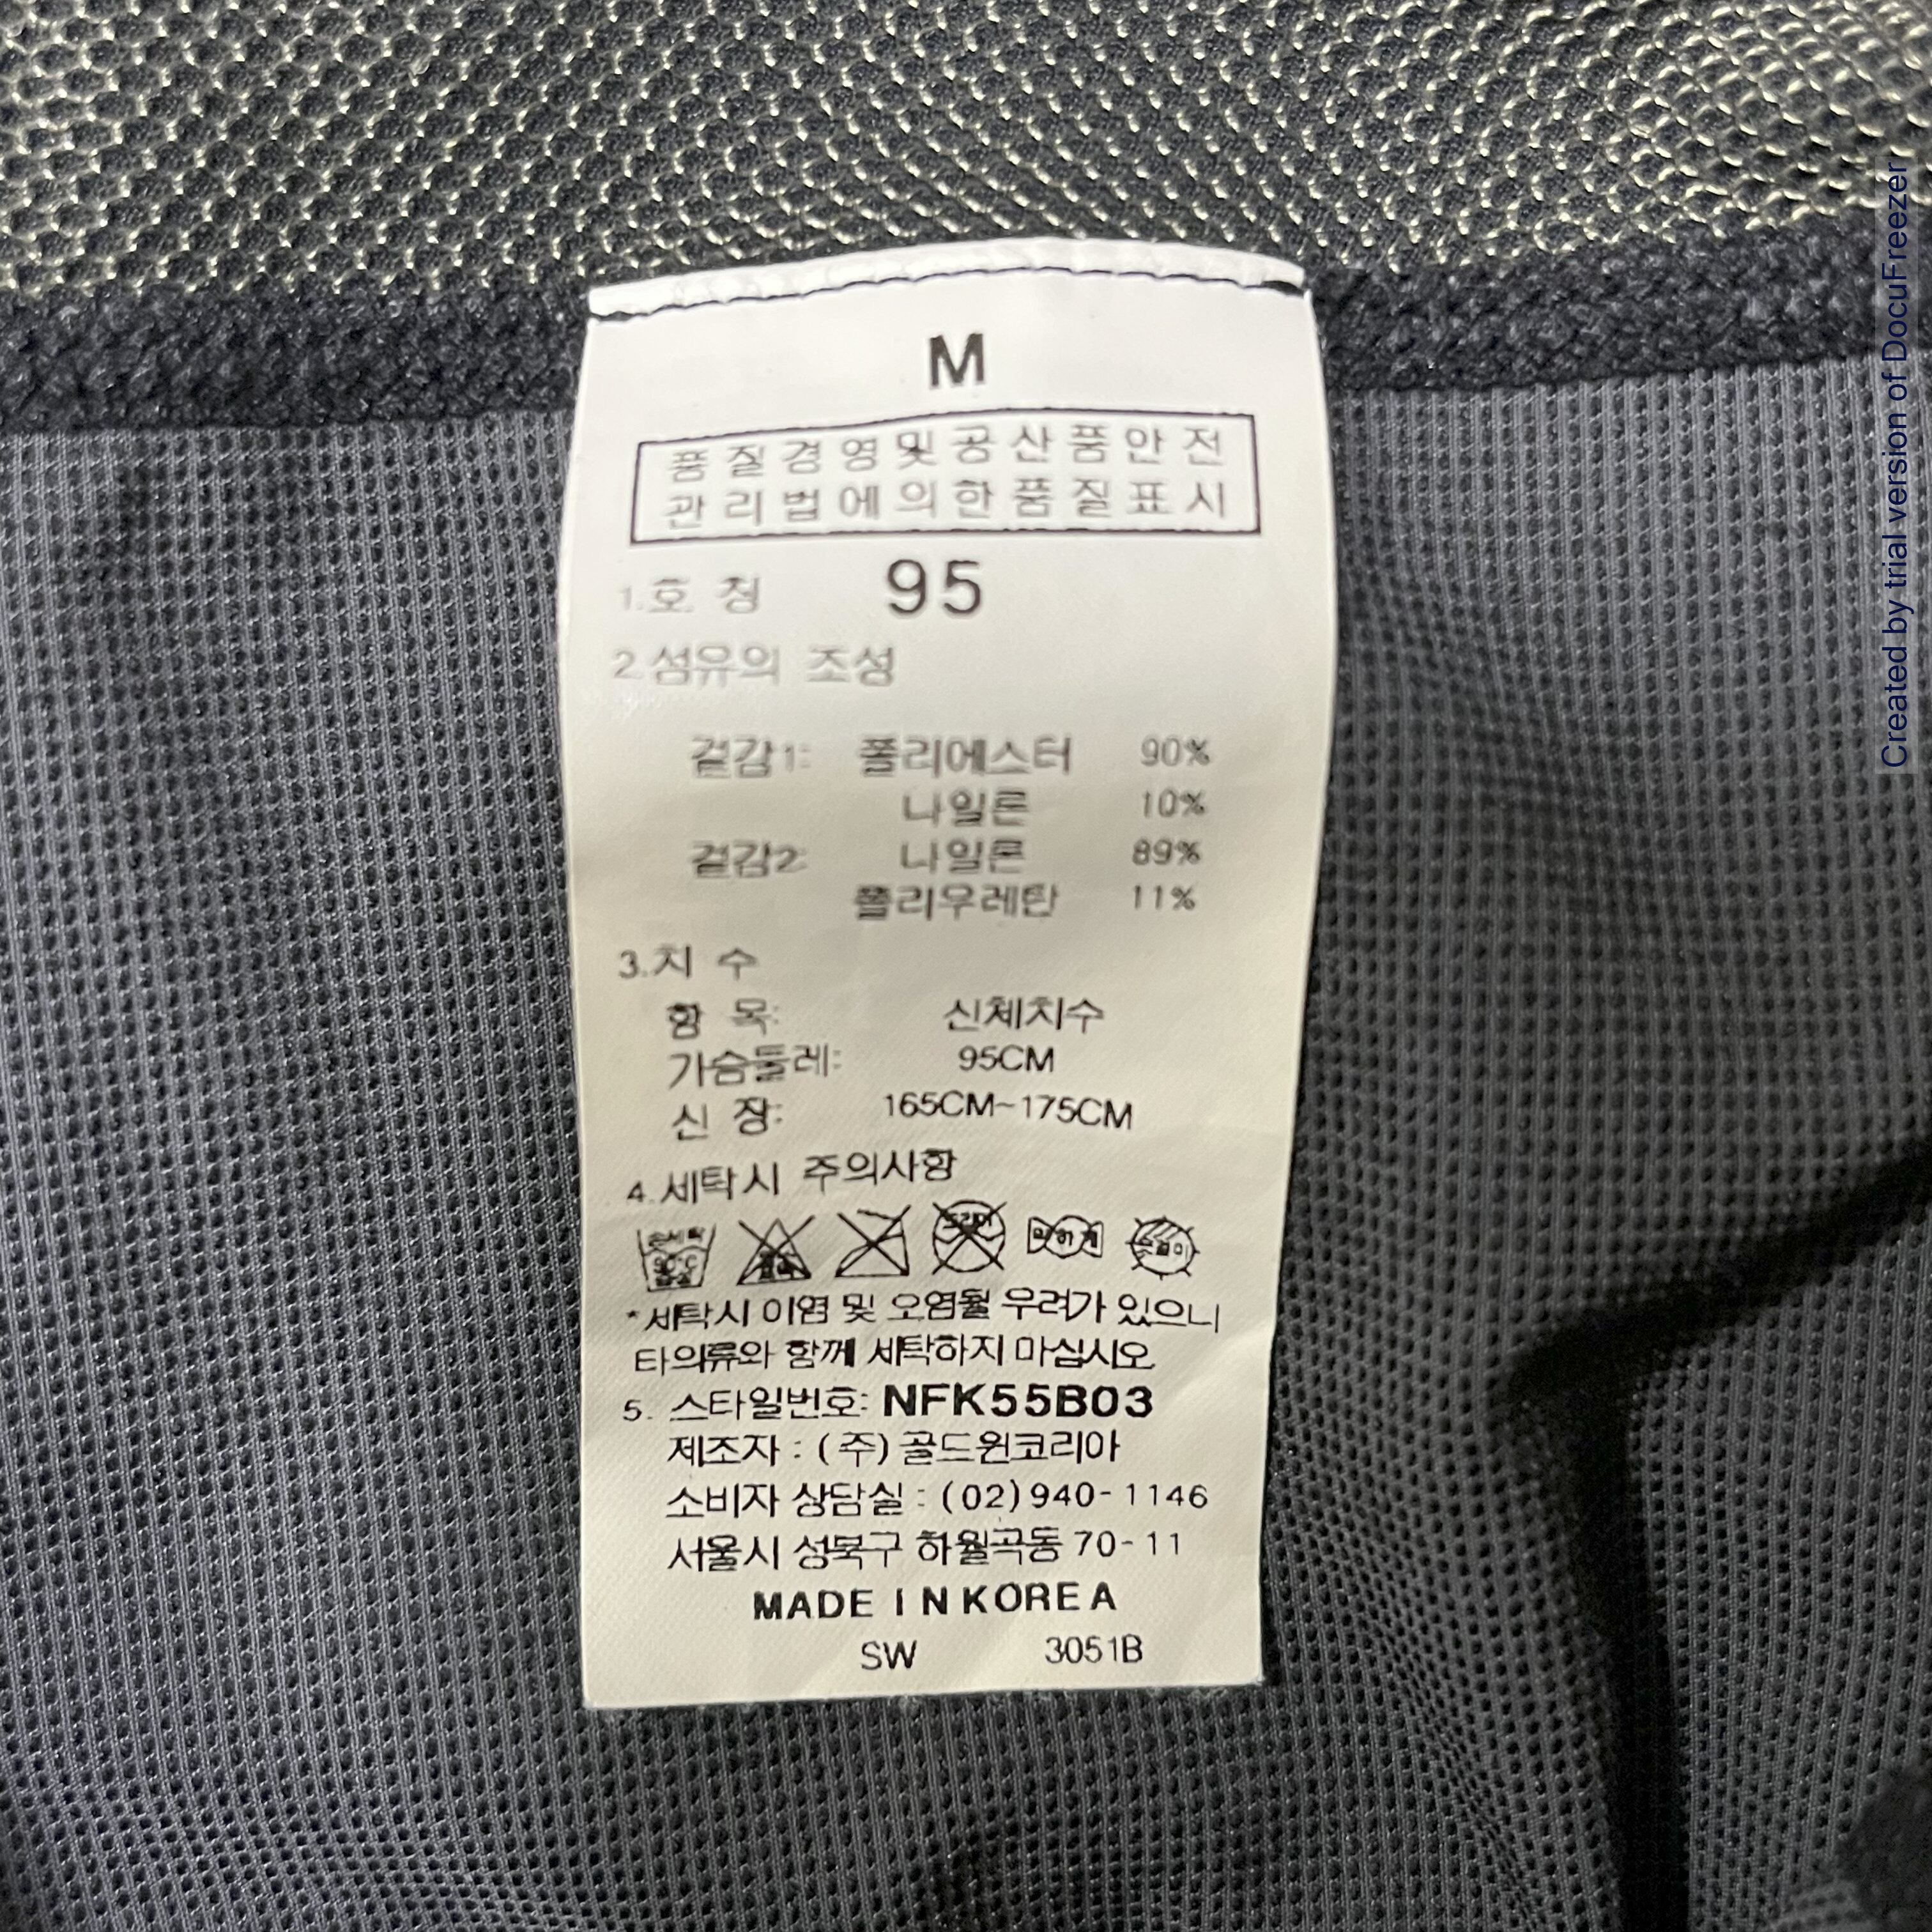 M
품질경영및공산품안전
관리법에의한품질표시
1.호 칭 95
2.섬유의 조성
겉감1: 폴리에스터 90%
나일론 10%
겉감2: 나일론 89%
폴리우레탄 11%
3.치 수
항 목: 신체치수
가슴둘레: 95CM
신 장: 165CM~175CM
4.세탁시 주의사항
손세탁
약하게
*세탁시 이염 및 오염될 우려가 있으니
타의류와 함께 세탁하지 마십시오
5. 스타일번호: NFK55B03
제조자 : (주) 골드윈코리아
소비자 상담실 : (02)940-1146
서울시 성북구 하월곡동 70-11
MADE IN KOREA
SW 3051B
Created by trial version of DocuFreezer